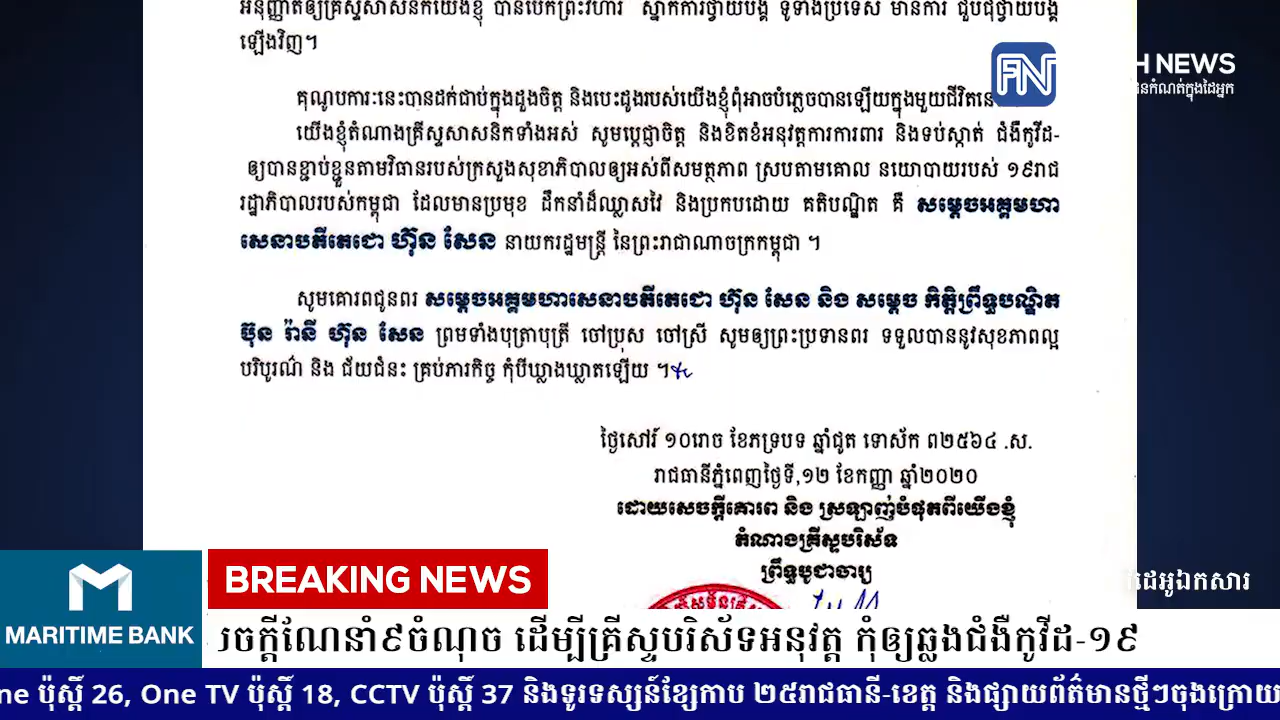 អនុញ្ញាតឲ្យគ្រីស្ទសាសនិកយើងខ្ញុំ បានបើកព្រះវិហារ ស្នាក់ការថ្វាយបង្គំ ទូទាំងប្រទេស មានការ ជួបជុំថ្វាយបង្គំ
ឡើងវិញ។
FN
H NEWS
គុណូបការៈនេះបានដក់ជាប់ក្នុងដួងចិត្ត និងបេះដូងរបស់យើងខ្ញុំពុំអាចបំភ្លេចបានឡើយក្នុងមួយជីវិតនេ
យើងខ្ញុំតំណាងគ្រីស្ទសាសនិកទាំងអស់ សូមប្តេជ្ញាចិត្ត និងខិតខំអនុវត្តការការពារ និងទប់ស្កាត់ ជំងឺកូវីដ-
ឲ្យបានខ្ជាប់ខ្ជួនតាមវិធានរបស់ក្រសួងសុខាភិបាលឲ្យអស់ពីសមត្ថភាព ស្របតាមគោល នយោបាយរបស់ ១៩រាជ
រដ្ឋាភិបាលរបស់កម្ពុជា ដែលមានប្រមុខ ដឹកនាំដ៏ឈ្លាសវៃ និងប្រកបដោយ គតិបណ្ឌិត គឺ សម្តេចអគ្គមហា
សេនាបតីតេជោ ហ៊ុន សែន នាយករដ្ឋមន្ត្រី នៃព្រះរាជាណាចក្រកម្ពុជា ។
សូមគោរពជូនពរ សម្តេចអគ្គមហាសេនាបតីតេជោ ហ៊ុន សែន និង សម្តេច កិត្តិព្រឹទ្ធបណ្ឌិត
ប៊ុន រ៉ានី ហ៊ុន សែន ព្រមទាំងបុត្រាបុត្រី ចៅប្រុស ចៅស្រី សូមឲ្យព្រះប្រទានពរ ទទួលបាននូវសុខភាពល្អ
បរិបូរណ៌ និង ជ័យជំនះ គ្រប់ភារកិច្ច កុំបីឃ្លាងឃ្លាតឡើយ ។
ថ្ងៃសៅរ៍ ១០រោច ខែភទ្របទ ឆ្នាំជូត ទោស័ក ព២៥៦៤ .ស.
រាជធានីភ្នំពេញថ្ងៃទី,១២ ខែកញ្ញា ឆ្នាំ២០២០
ដោយសេចក្តីគោរព និង ស្រឡាញ់បំផុតពីយើងខ្ញុំ
តំណាងគ្រីស្ទបរិស័ទ
ព្រឹទ្ធបូជាចារ្យ
MARITIME BANK
BREAKING NEWS
ចក្តីណែនាំ៩ចំណុច ដើម្បីគ្រីស្ទបរិស័ទអនុវត្ត កុំឲ្យឆ្លងជំងឺកូវីដ-១៩
ne ប៉ុស្តិ៍ 26, One TV ប៉ុស្តិ៍ 18, CCTV ប៉ុស្តិ៍ 37 និងទូរទស្សន៍ខ្សែកាប ២៥រាជធានី-ខេត្ត និងផ្សាយព័ត៌មានថ្មីៗចុងក្រោយ